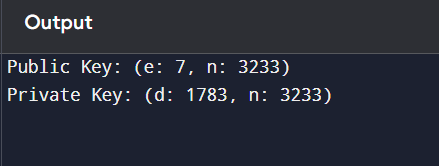 Output
Public Key: (e: 7, n: 3233)
Private Key: (d: 1783, n: 3233)